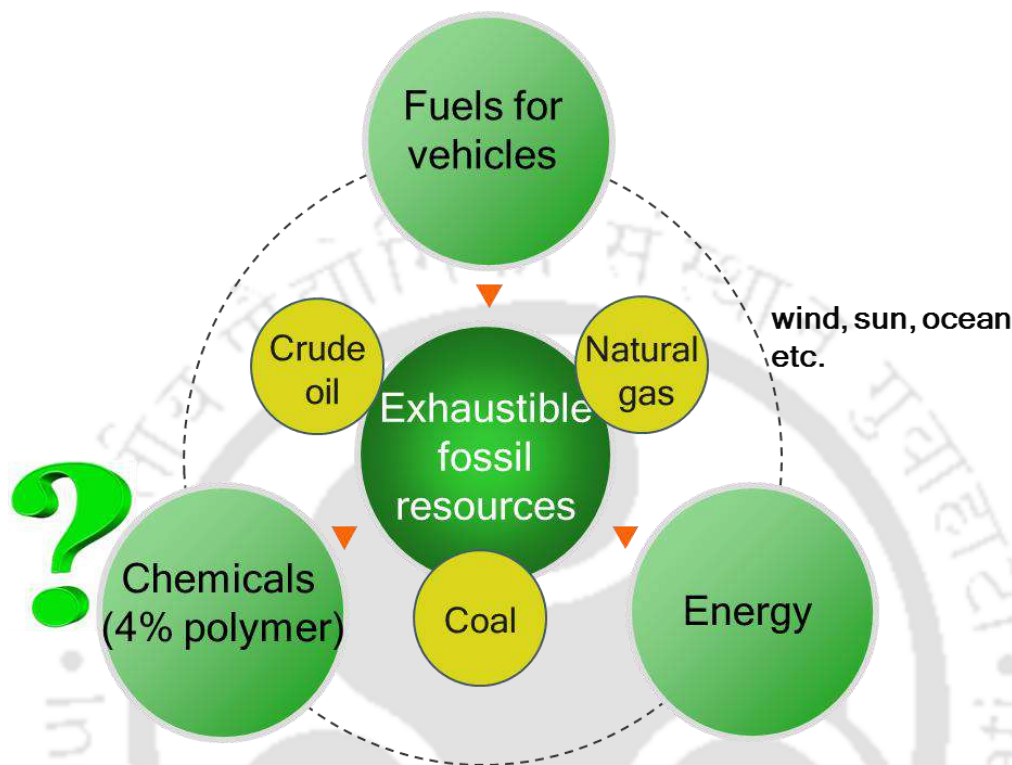 Fuels for
vehicles
wind, sun, ocean
etc.
Crude
oil
Natural
gas
Exhaustible
fossil
resources
?
Chemicals
(4% polymer)
Coal
Energy